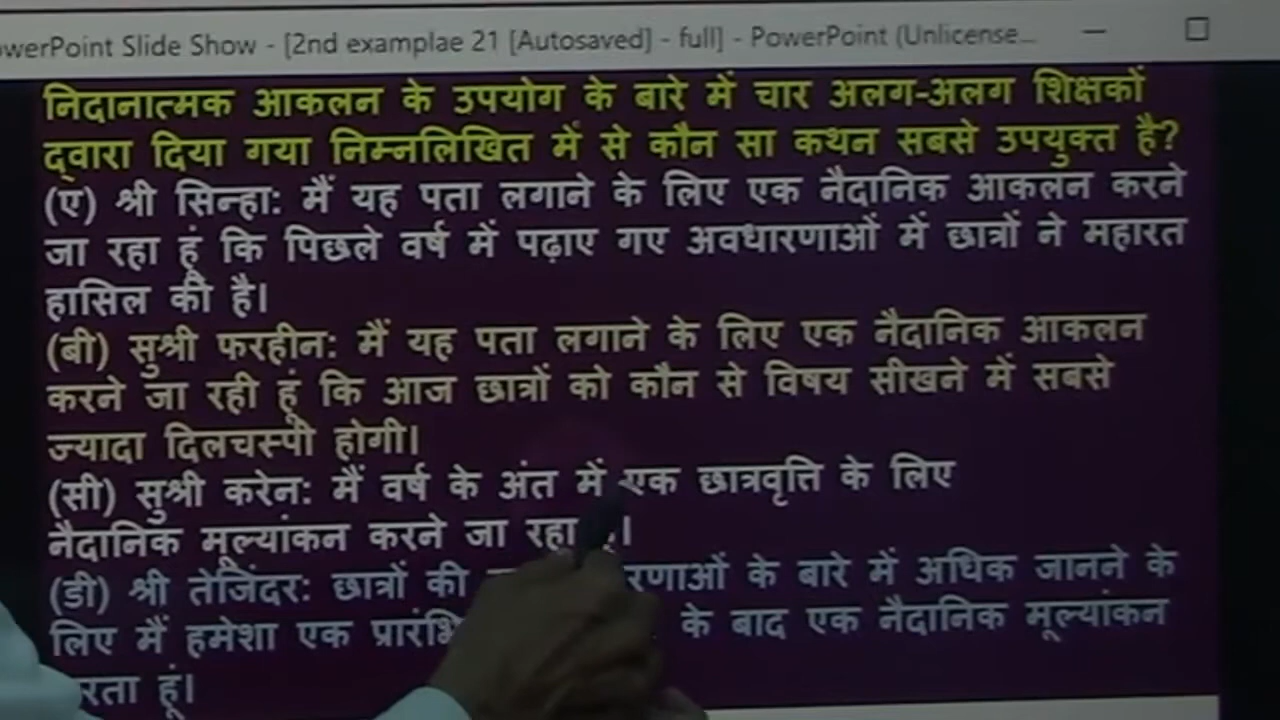 werPoint Slide Show - [2nd examplae 21 [Autosaved] - full] - PowerPoint (Unlicense...
निदानात्मक आकलन के उपयोग के बारे में चार अलग-अलग शिक्षकों
द्वारा दिया गया निम्नलिखित में से कौन सा कथन सबसे उपयुक्त है?
(ए) श्री सिन्हा: मैं यह पता लगाने के लिए एक नैदानिक आकलन करने
जा रहा हूं कि पिछले वर्ष में पढ़ाए गए अवधारणाओं में छात्रों ने महारत
हासिल की है।
(बी) सुश्री फरहीन: मैं यह पता लगाने के लिए एक नैदानिक आकलन
करने जा रही हूं कि आज छात्रों को कौन से विषय सीखने में सबसे
ज्यादा दिलचस्पी होगी।
(सी) सुश्री करेन: मैं वर्ष के अंत में एक छात्रवृत्ति के लिए
नैदानिक मूल्यांकन करने जा रहा
(डी) श्री तेजिंदर: छात्रों की रणाओं के बारे में अधिक जानने के
लिए मैं हमेशा एक प्रारंभि के बाद एक नैदानिक मूल्यांकन
रता हूं।